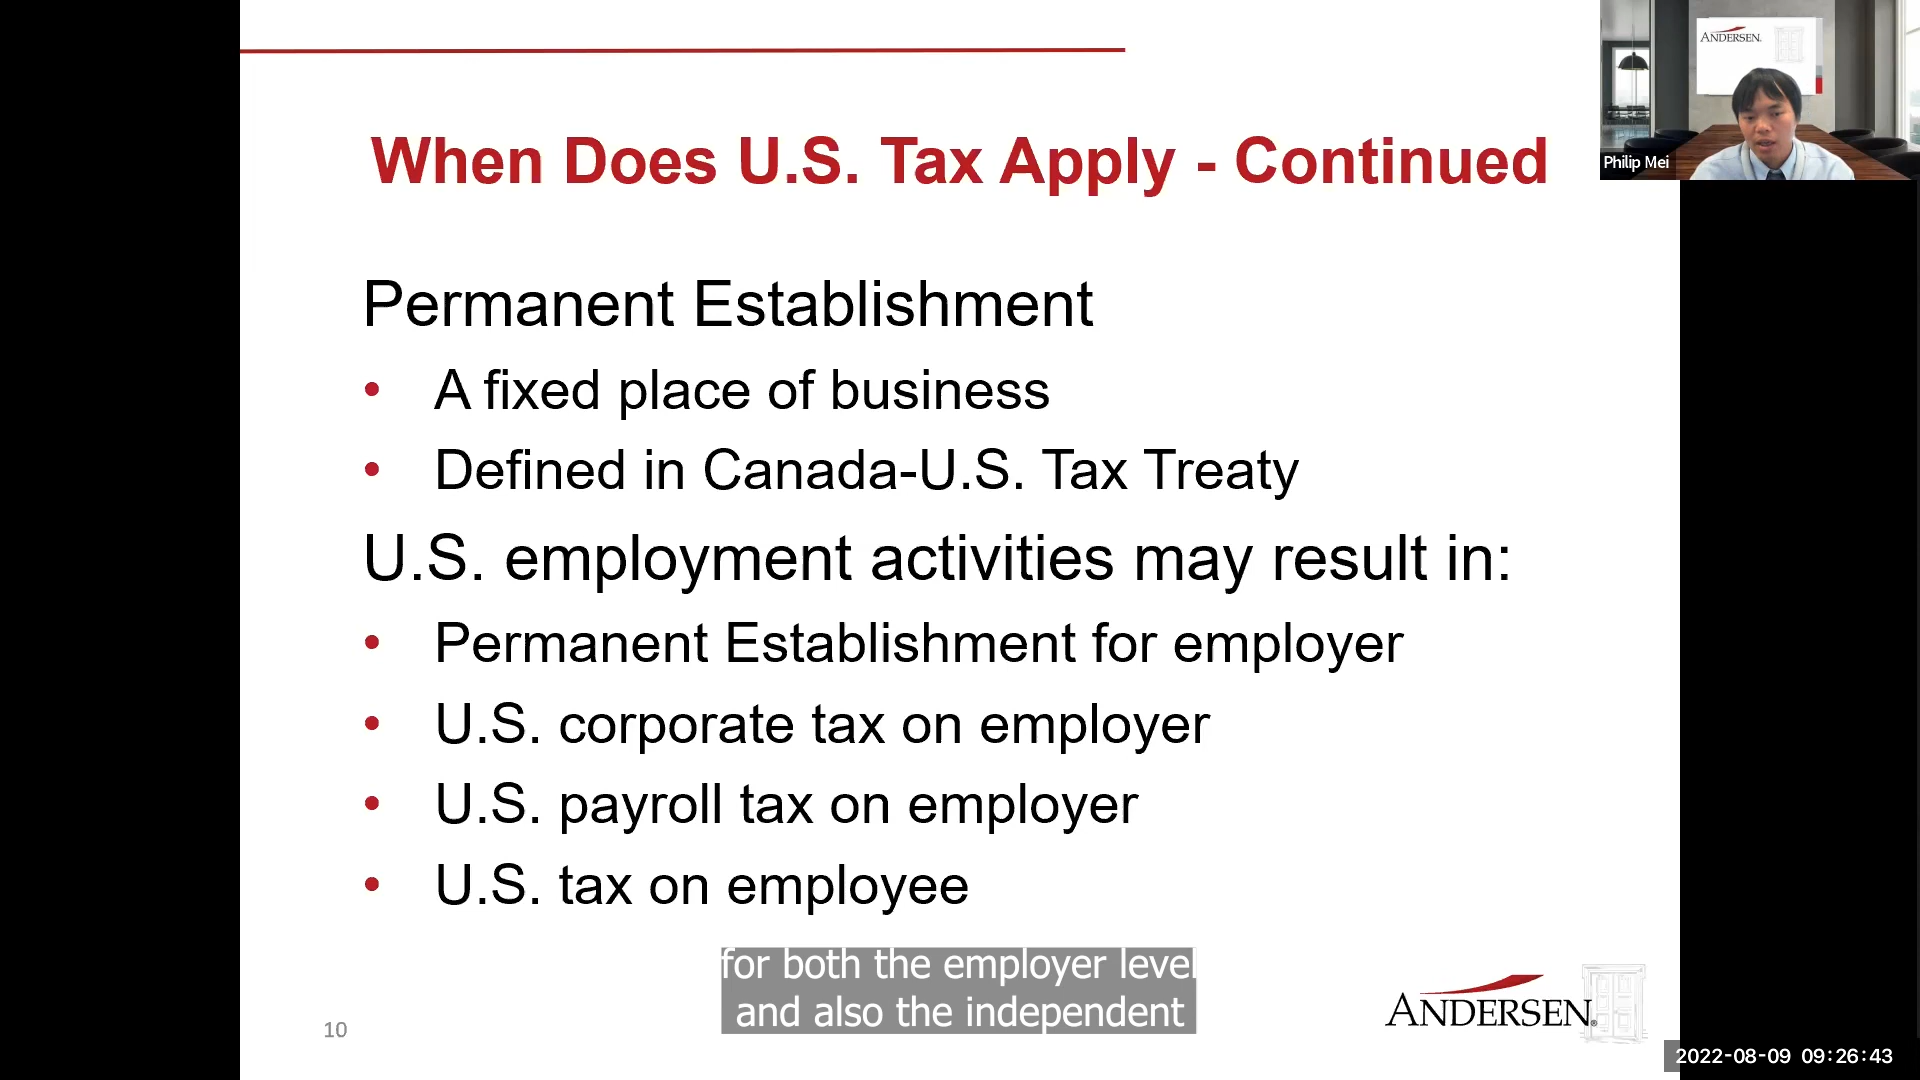 ANDERSEN.
Philip Mei
When Does U.S. Tax Apply - Continued
Permanent Establishment
• A fixed place of business
• Defined in Canada-U.S. Tax Treaty
U.S. employment activities may result in:
• Permanent Establishment for employer
• U.S. corporate tax on employer
• U.S. payroll tax on employer
• U.S. tax on employee
for both the employer level
and also the independent
10
ANDERSEN®
2022-08-09 09:26:43